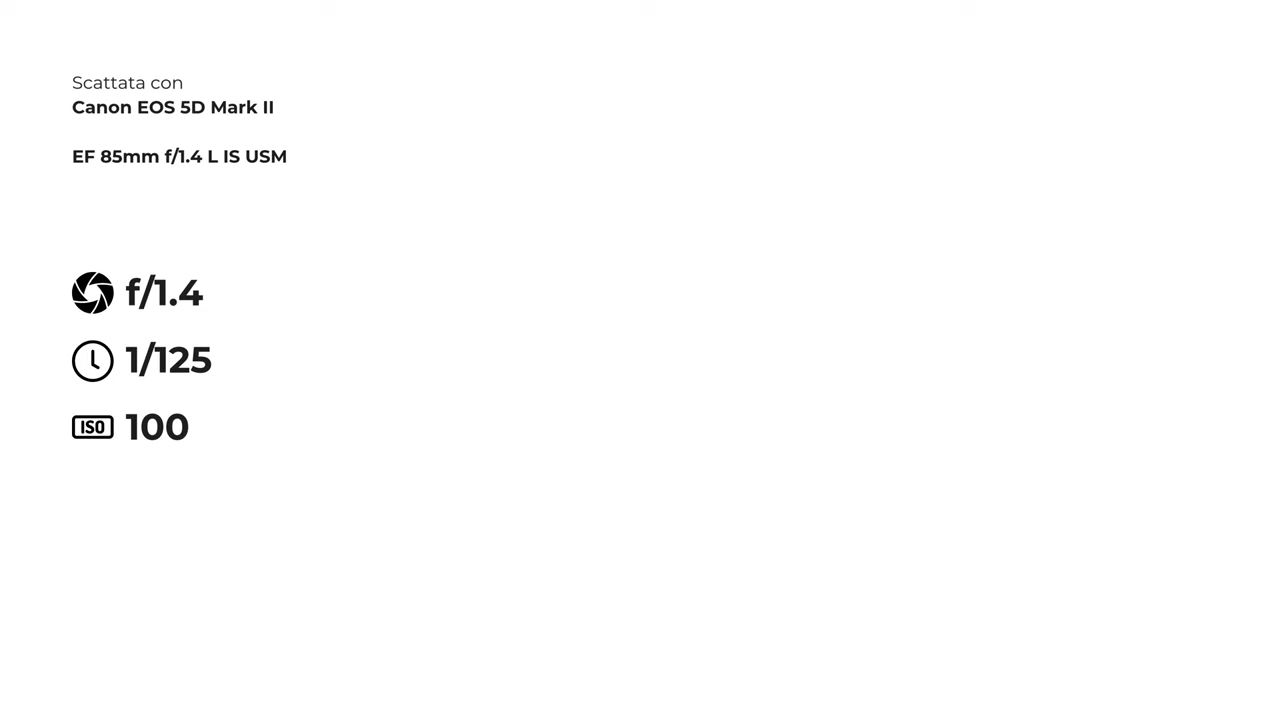 Scattata con
Canon EOS 5D Mark II
EF 85mm f/1.4 L IS USM
f/1.4
1/125
ISO 100